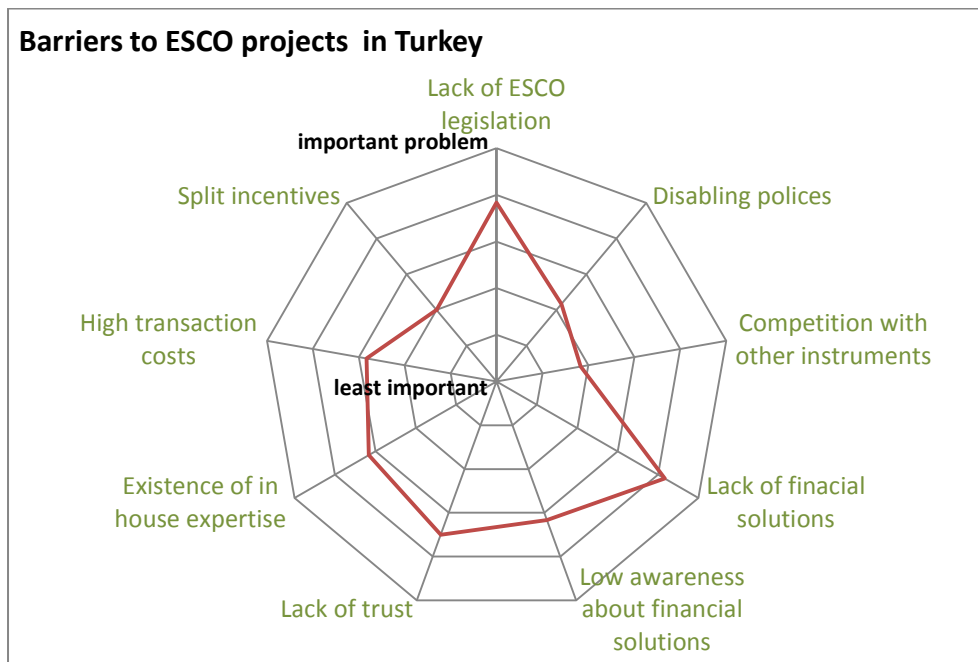 Barriers to ESCO projects  in Turkey
Lack of ESCO
legislation
important problem
Split incentives
Disabling polices
High transaction
costs
Competition with
other instruments
least important
Existence of in
house expertise
Lack of finacial
solutions
Lack of trust
Low awareness
about financial
solutions